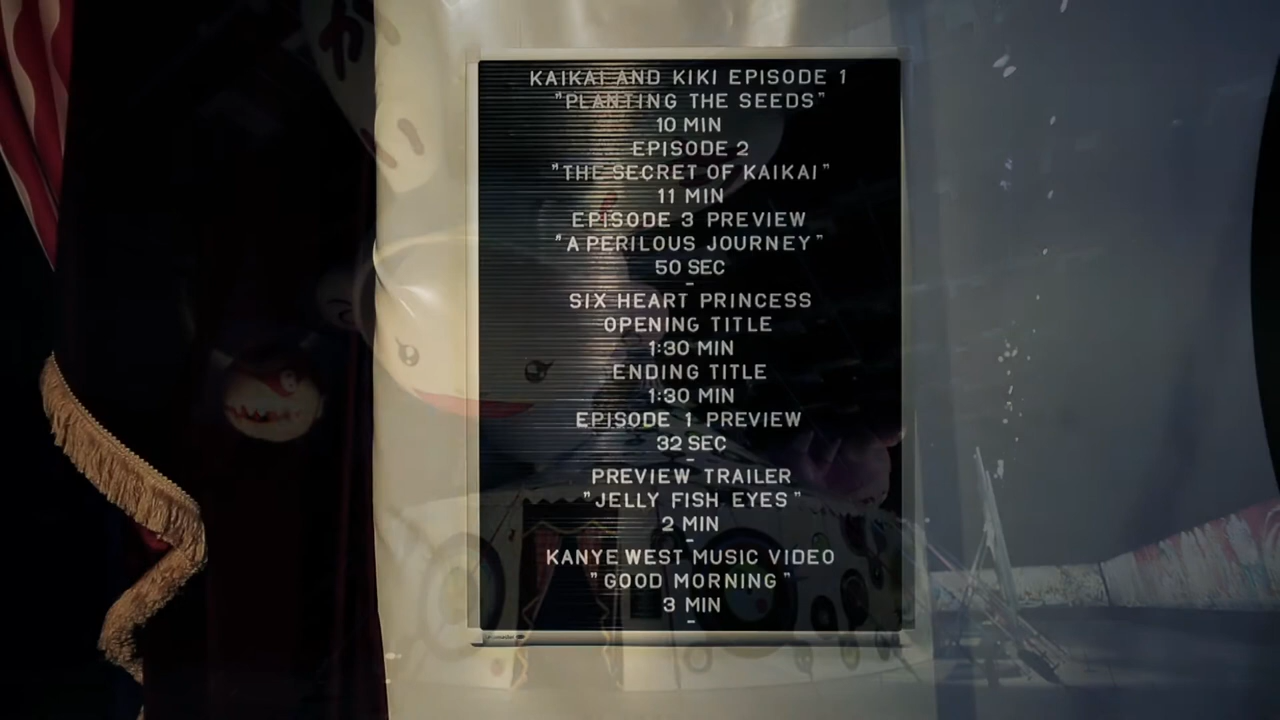 KAIKAI AND KIKI EPISODE 1
"PLANTING THE SEEDS"
10 MIN
EPISODE 2
"THE SECRET OF KAIKAI"
11 MIN
EPISODE 3 PREVIEW
"A PERILOUS JOURNEY"
50 SEC
-
SIX HEART PRINCESS
OPENING TITLE
1:30 MIN
ENDING TITLE
1:30 MIN
EPISODE 1 PREVIEW
32 SEC
-
PREVIEW TRAILER
"JELLY FISH EYES"
2 MIN
-
KANYE WEST MUSIC VIDEO
"GOOD MORNING"
3 MIN
-